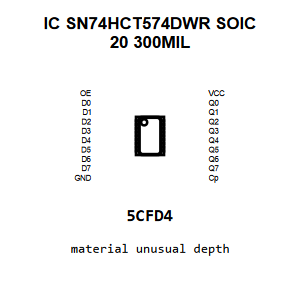 IC SN74HCT574DWR SOIC
20 300MIL
OE VCC
D0 Q0
D1 Q1
D2 Q2
D3 Q3
D4 Q4
D5 Q5
D6 Q6
D7 Q7
GND Cp
5CFD4
material unusual depth